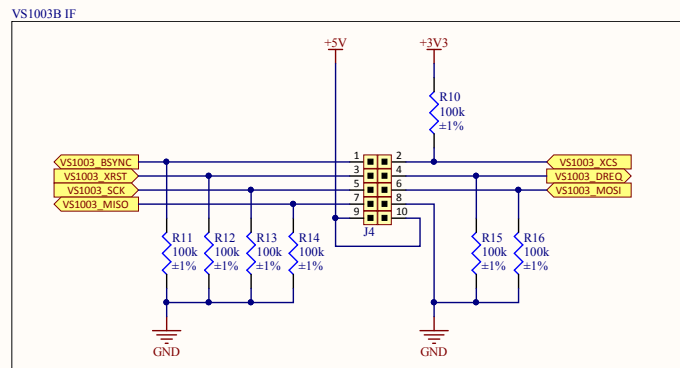 VS1003B IF
+5V
+3V3
R10
100k
±1%
1
2
3
4
5
6
7
8
9
10
J4
VS1003_BSYNC
VS1003_XRST
VS1003_SCK
VS1003_MISO
VS1003_XCS
VS1003_DREQ
VS1003_MOSI
R11
100k
±1%
R12
100k
±1%
R13
100k
±1%
R14
100k
±1%
R15
100k
±1%
R16
100k
±1%
GND
GND